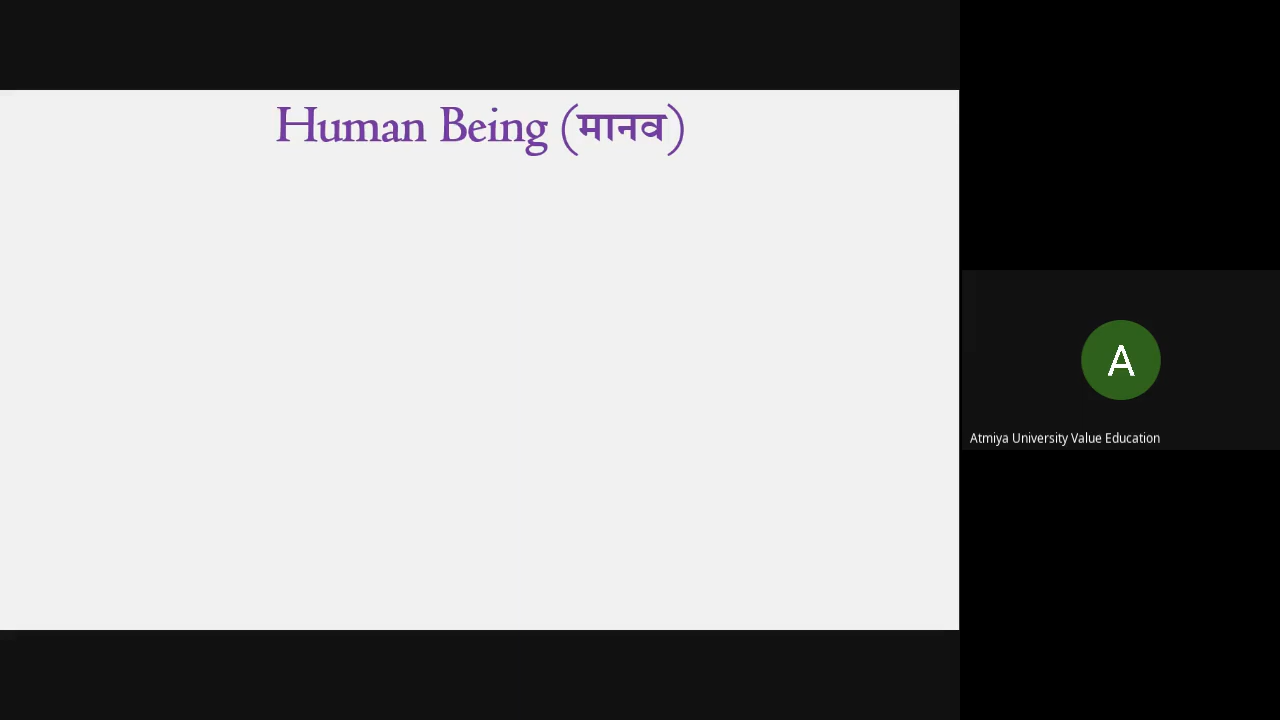 Human Being (मानव)
A
Atmiya University Value Education